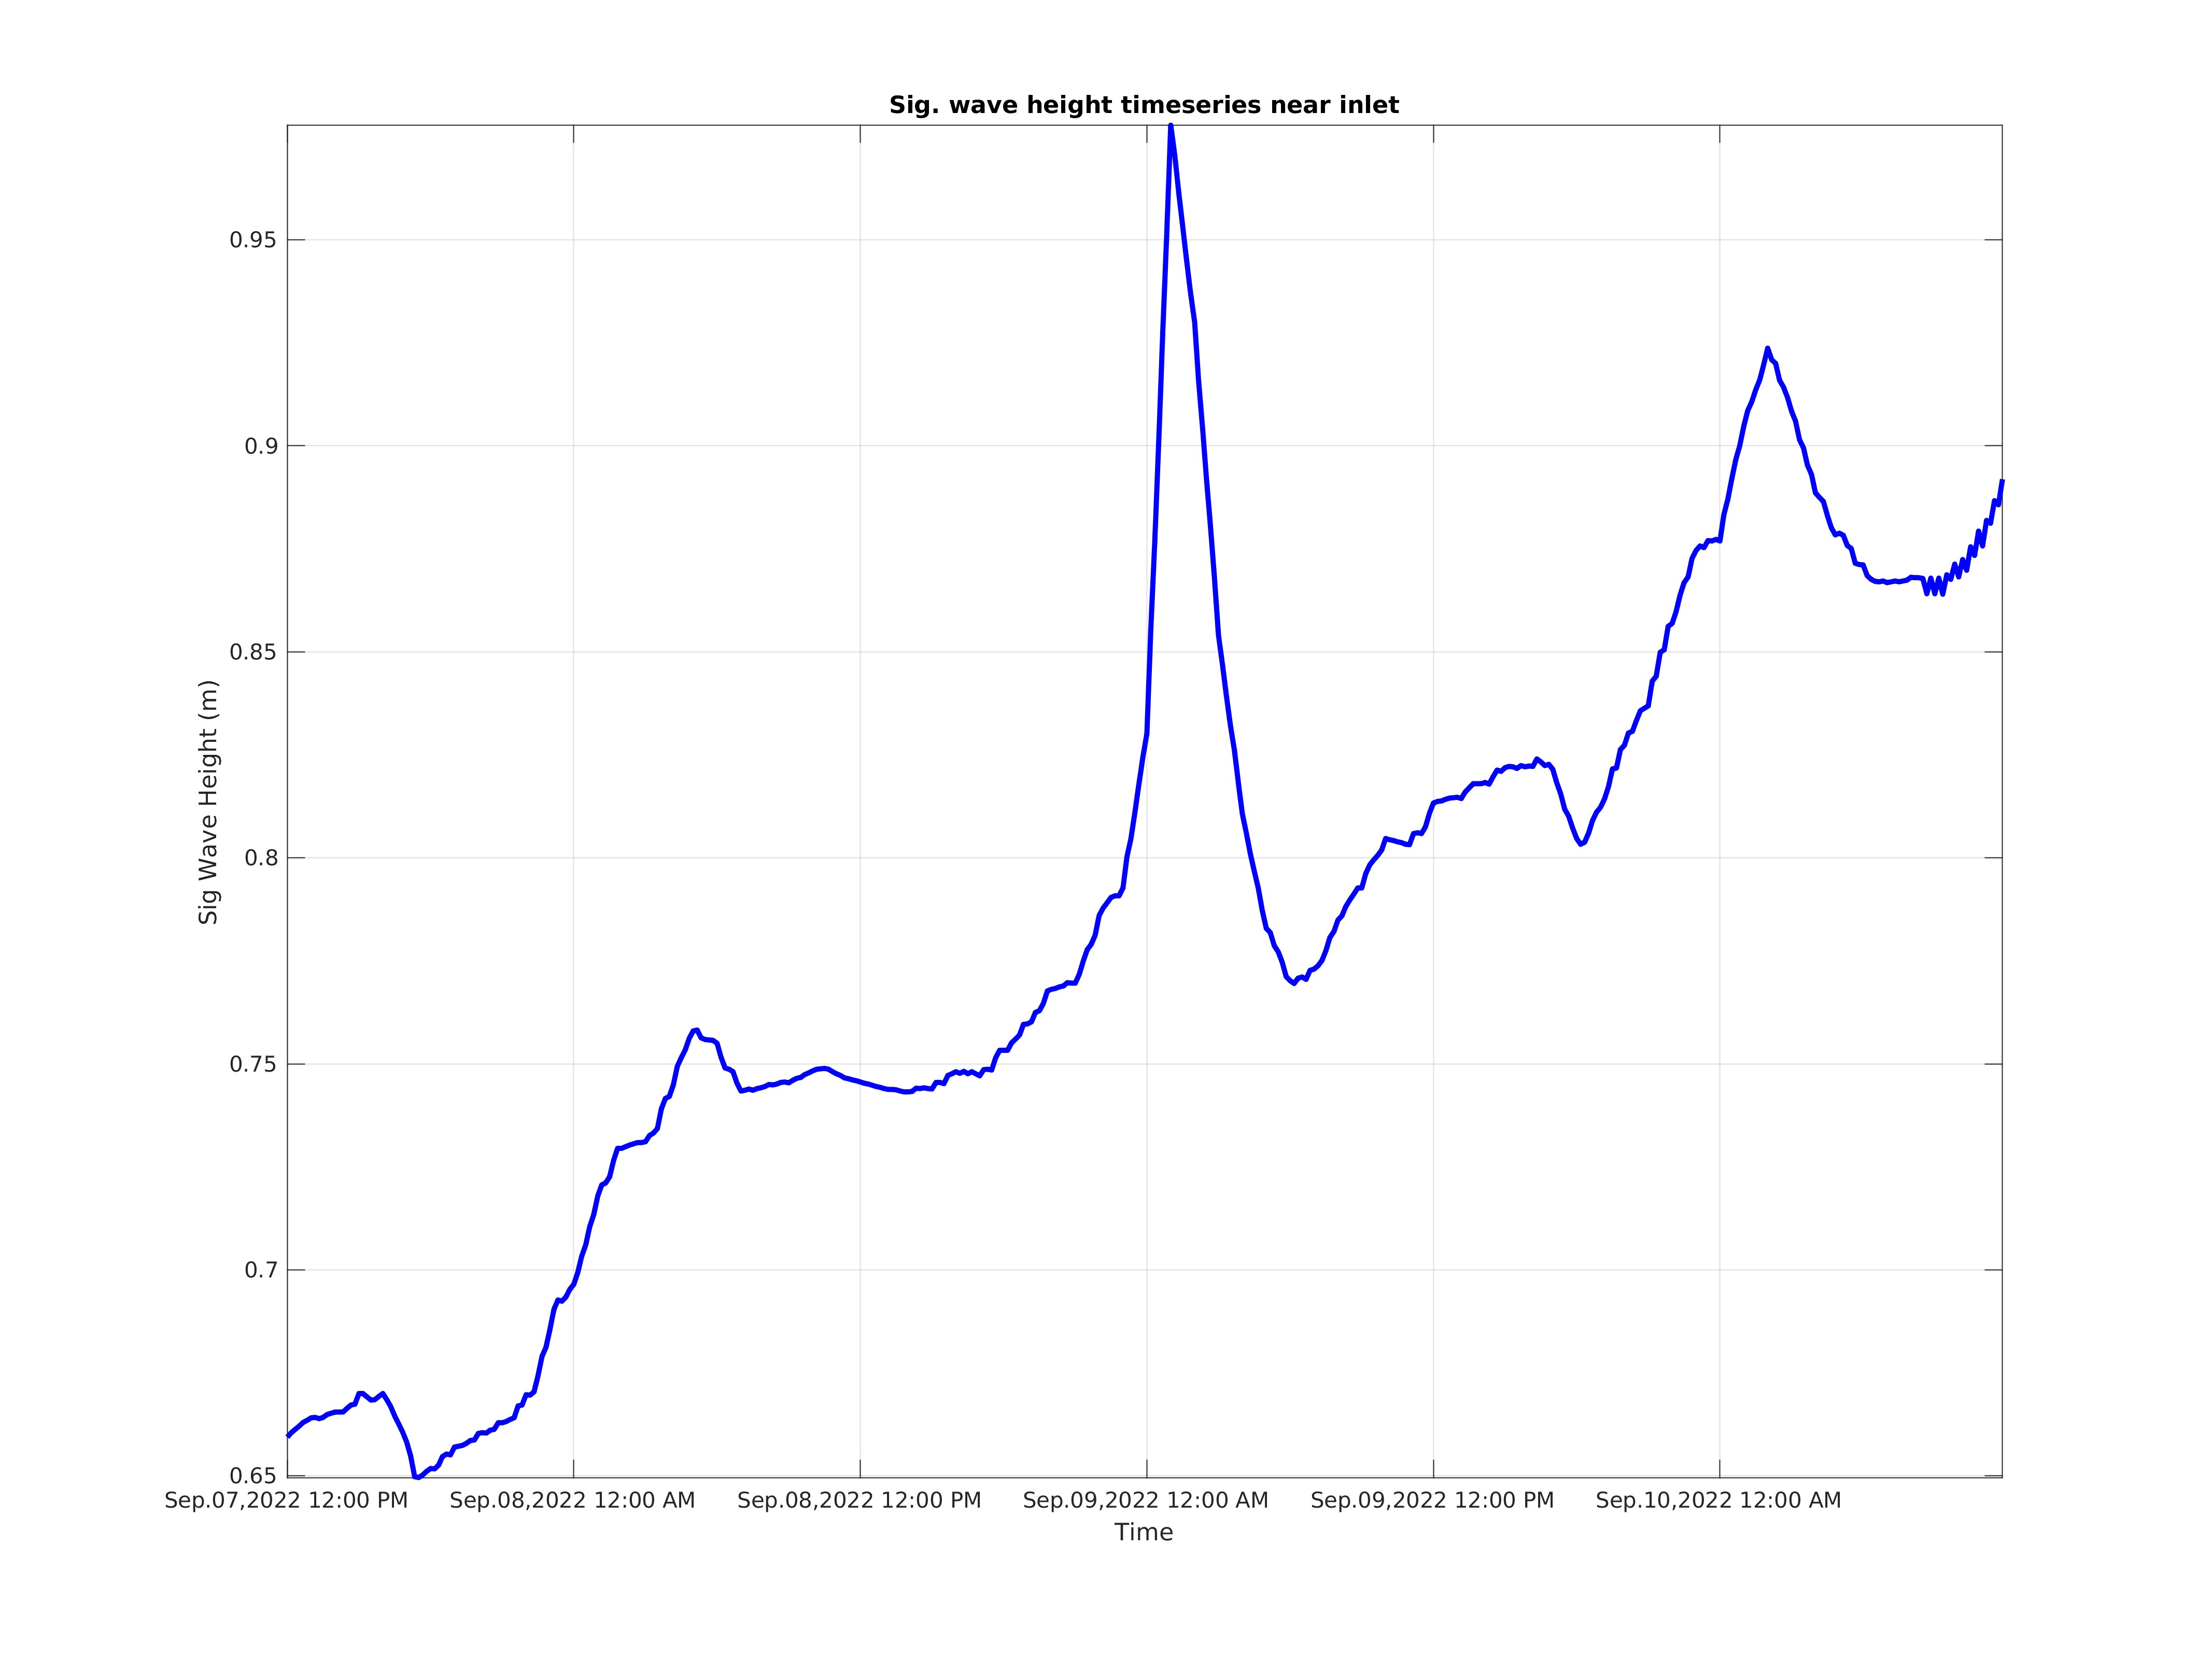 Sig. wave height timeseries near inlet
0.95
0.9
0.85
0.8
0.75
0.7
0.65
Sig Wave Height (m)
Sep.07,2022 12:00 PM Sep.08,2022 12:00 AM Sep.08,2022 12:00 PM Sep.09,2022 12:00 AM Sep.09,2022 12:00 PM Sep.10,2022 12:00 AM
Time